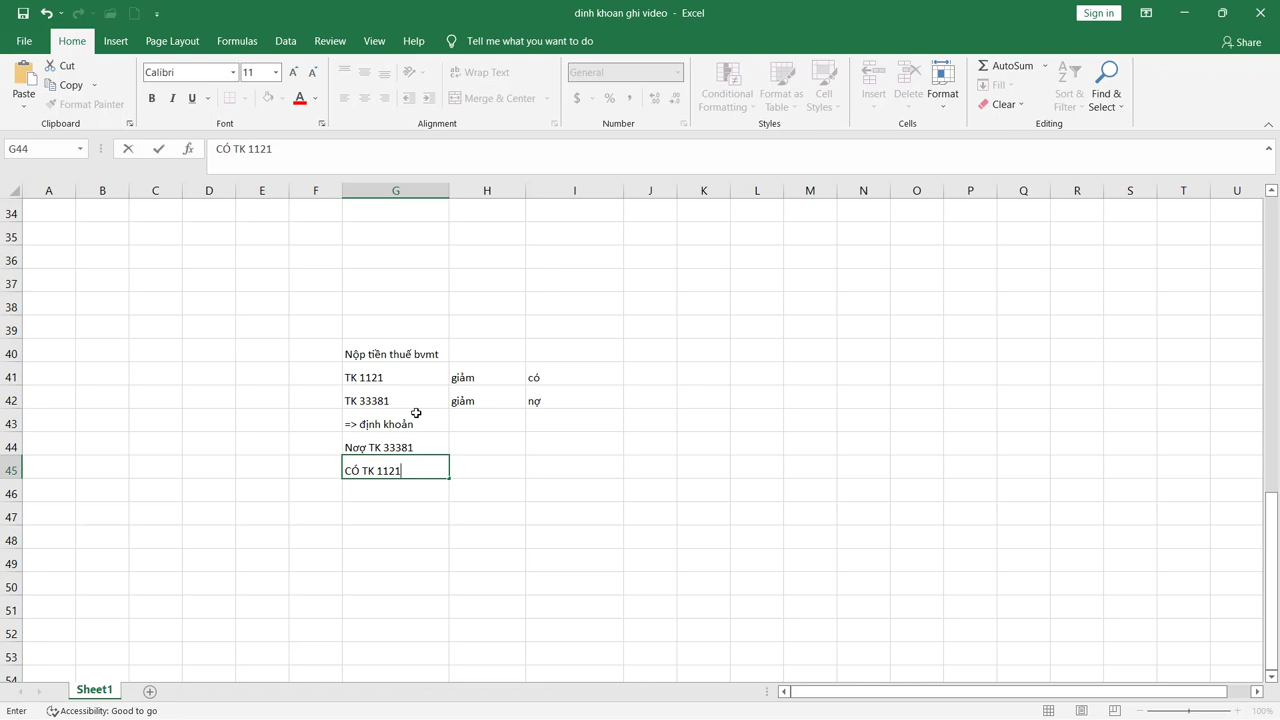 dinh khoan ghi video - Excel
Sign in
File Home Insert Page Layout Formulas Data Review View Help Tell me what you want to do Share
Paste
Cut
Copy
Format Painter
Clipboard
Calibri 11
B I U
Font
Wrap Text
Merge & Center
Alignment
General
$ % ,
Number
Conditional Formatting
Format as Table
Cell Styles
Styles
Insert
Delete
Format
Cells
AutoSum
Fill
Clear
Sort & Filter
Find & Select
Editing
G44 fx CÓ TK 1121
A B C D E F G H I J K L M N O P Q R S T U
34
35
36
37
38
39
40 Nộp tiền thuế bvmt
41 TK 1121 giảm có
42 TK 33381 giảm nợ
43 => định khoản
44 Nơợ TK 33381
45 CÓ TK 1121
46
47
48
49
50
51
52
53
54
Sheet1
Enter Accessibility: Good to go 100%